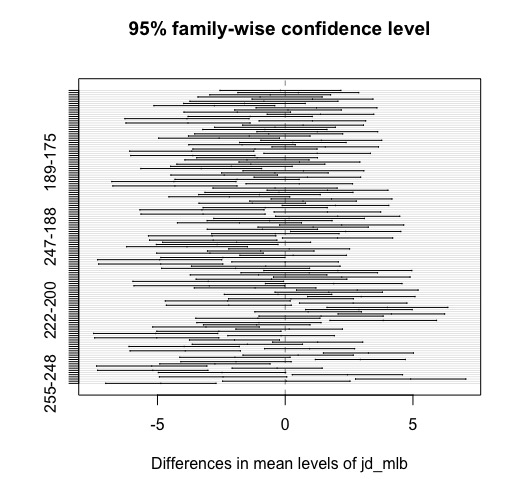 95% family-wise confidence level
189-175
247-188
222-200
255-248
-5 0 5
Differences in mean levels of jd_mlb